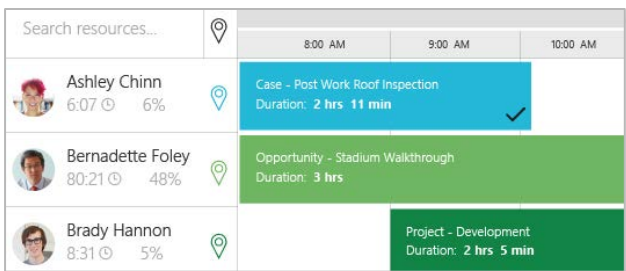 Search resources...
8:00 AM 9:00 AM 10:00 AM
Ashley Chinn
6:07 6%
Case - Post Work Roof Inspection
Duration: 2 hrs 11 min
Bernadette Foley
80:21 48%
Opportunity - Stadium Walkthrough
Duration: 3 hrs
Brady Hannon
8:31 5%
Project - Development
Duration: 2 hrs 5 min